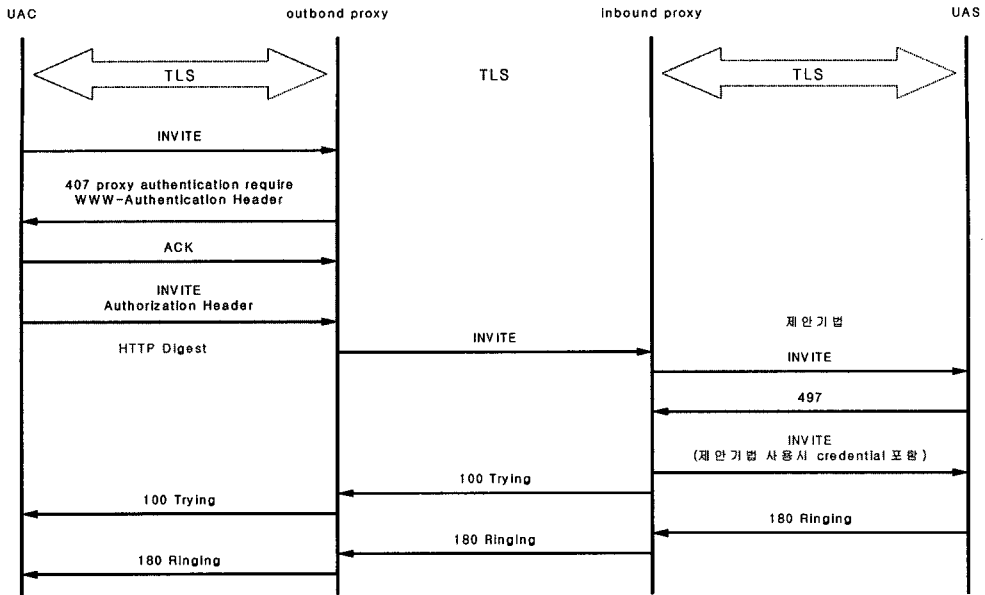 UAC outbond proxy inbound proxy UAS
TLS TLS TLS
INVITE
407 proxy authentication require
WWW-Authentication Header
ACK
INVITE
Authorization Header
HTTP Digest
INVITE
제안기법
INVITE
497
INVITE
(제안기법 사용시 credential 포함)
100 Trying
100 Trying
180 Ringing
180 Ringing
180 Ringing